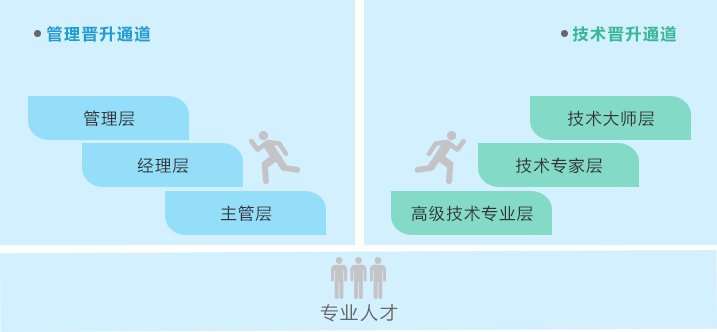 管理晋升通道
管理层
经理层
主管层
技术晋升通道
技术大师层
技术专家层
高级技术专业层
专业人才